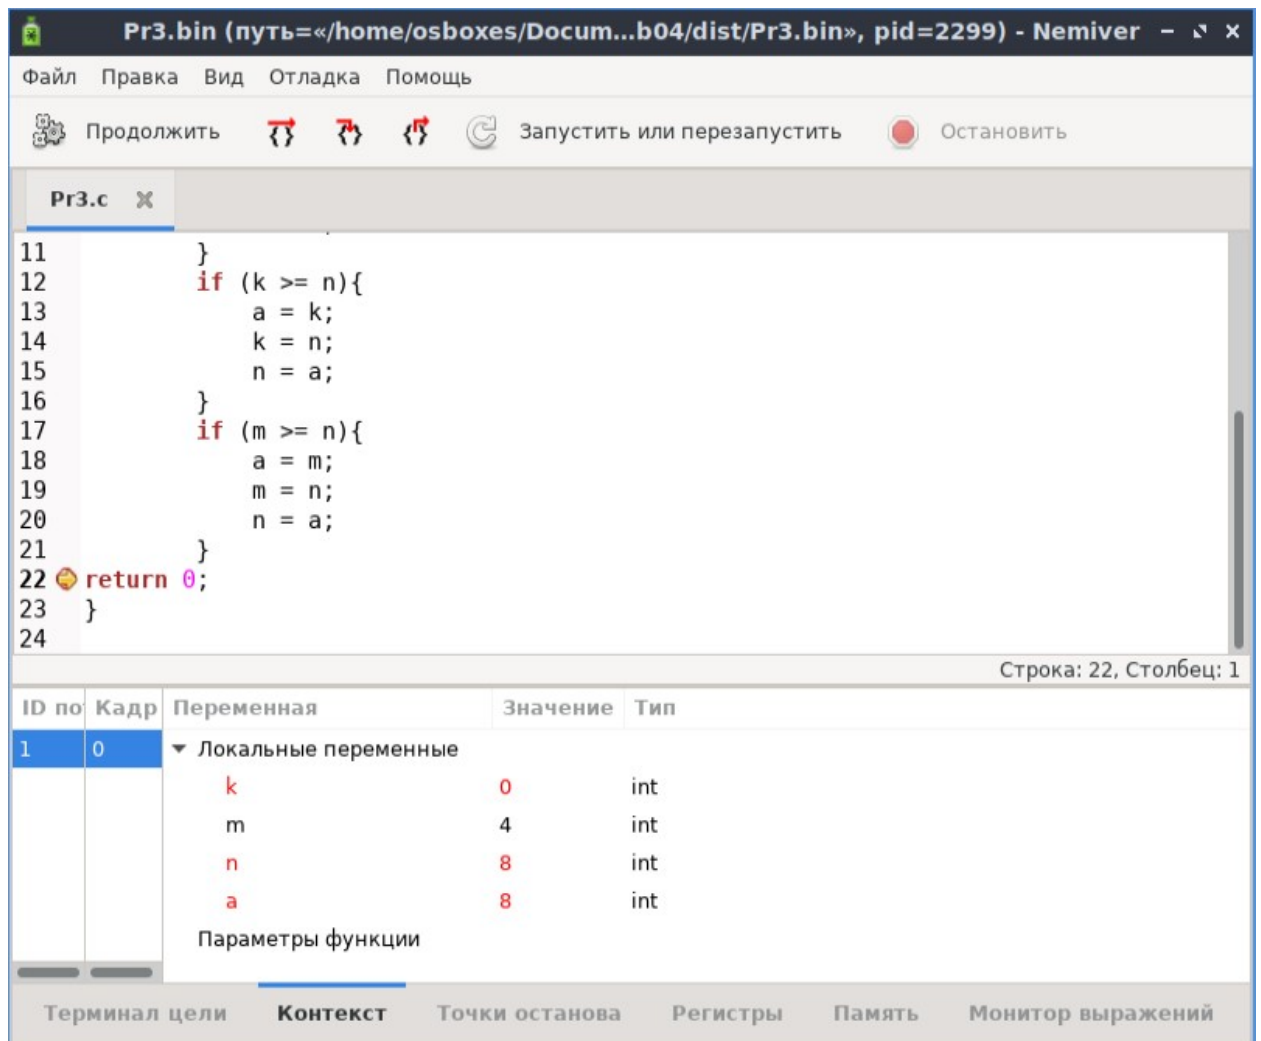 Pr3.bin (путь=«/home/osboxes/Docum...b04/dist/Pr3.bin», pid=2299) - Nemiver
Файл Правка Вид Отладка Помощь
Продолжить Запустить или перезапустить Остановить
Pr3.c
11 }
12 if (k >= n){
13 a = k;
14 k = n;
15 n = a;
16 }
17 if (m >= n){
18 a = m;
19 m = n;
20 n = a;
21 }
22 return 0;
23 }
24
Строка: 22, Столбец: 1
ID по Кадр Переменная Значение Тип
1 0 Локальные переменные
k 0 int
m 4 int
n 8 int
a 8 int
Параметры функции
Терминал цели Контекст Точки останова Регистры Память Монитор выражений